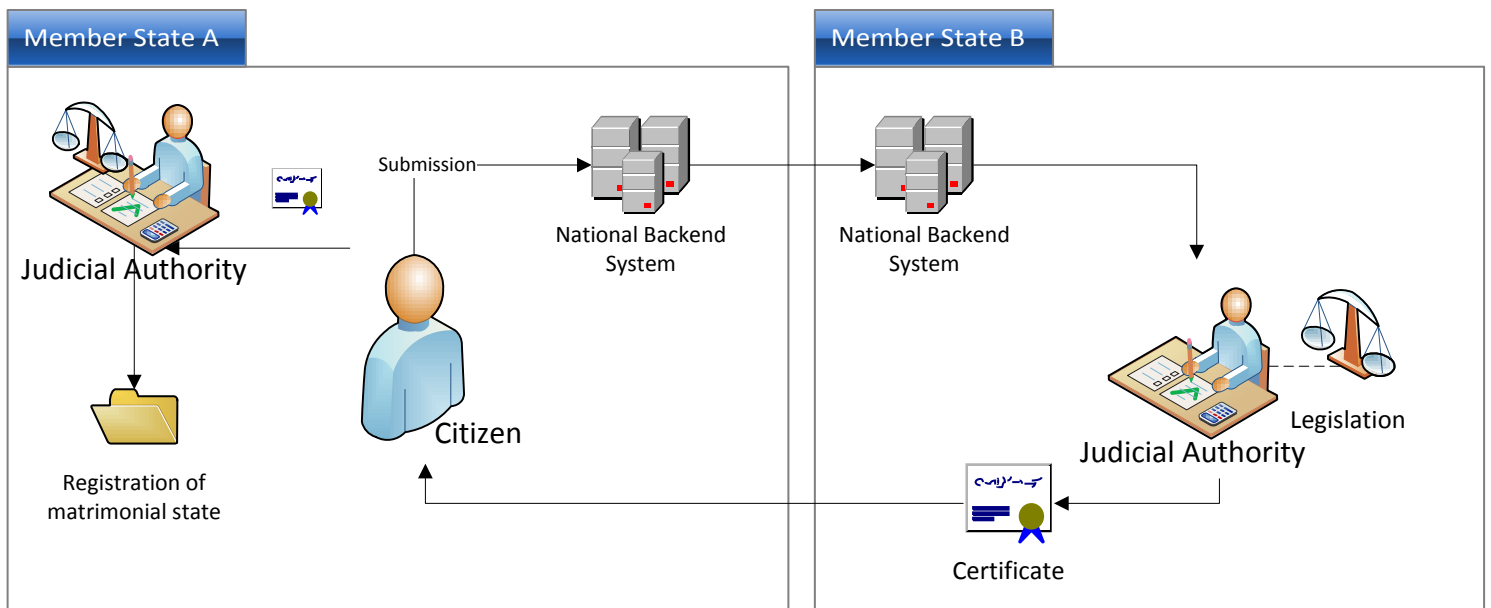 Member State A
Member State B
Submission
National Backend
System
National Backend
System
Judicial Authority
Citizen
Registration of
matrimonial state
Legislation
Judicial Authority
Certificate